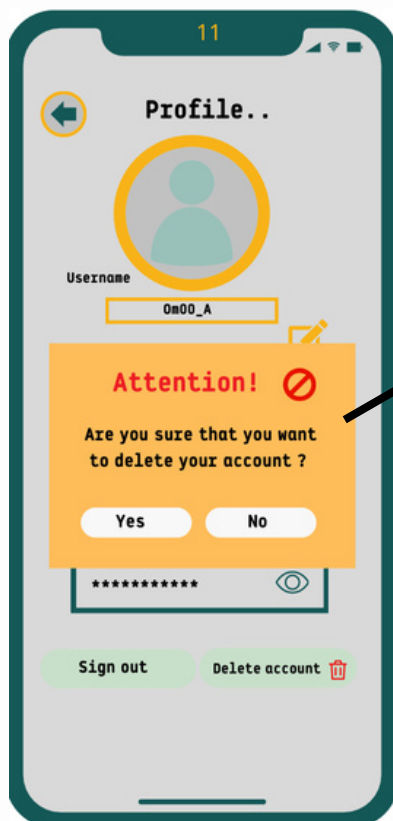 11
Profile..
Username
Om00_A
Attention!
Are you sure that you want
to delete your account ?
Yes No
***********
Sign out Delete account